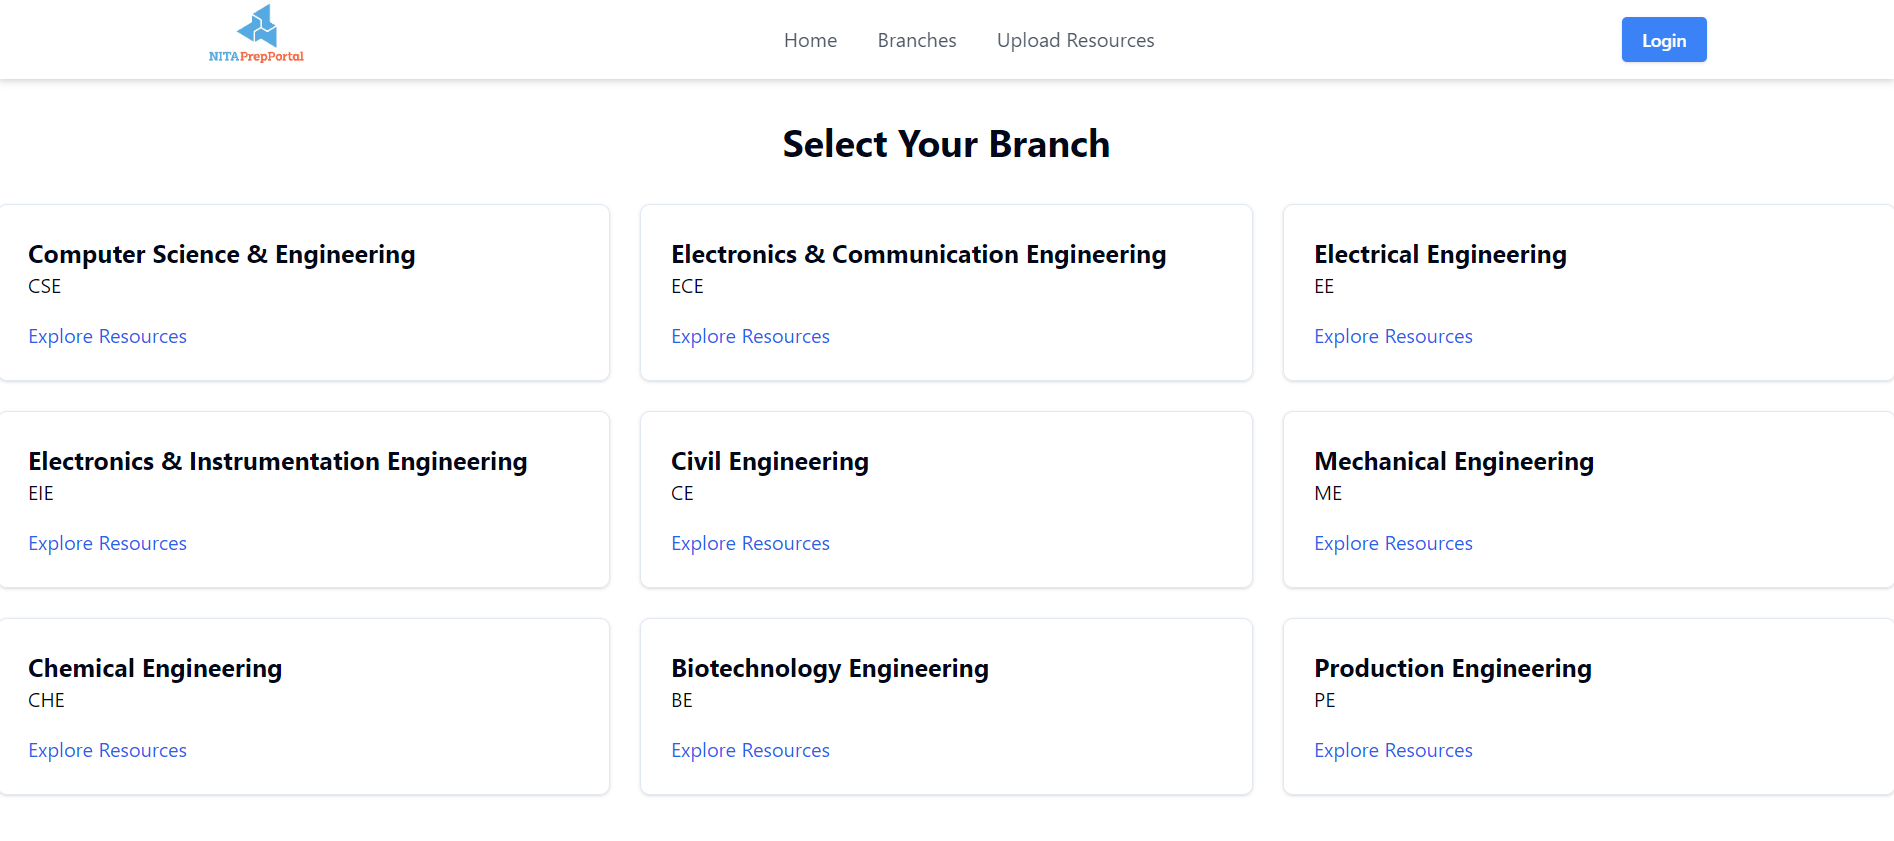 NITAPrepPortal
Home Branches Upload Resources Login
Select Your Branch
Computer Science & Engineering
CSE
Explore Resources
Electronics & Communication Engineering
ECE
Explore Resources
Electrical Engineering
EE
Explore Resources
Electronics & Instrumentation Engineering
EIE
Explore Resources
Civil Engineering
CE
Explore Resources
Mechanical Engineering
ME
Explore Resources
Chemical Engineering
CHE
Explore Resources
Biotechnology Engineering
BE
Explore Resources
Production Engineering
PE
Explore Resources